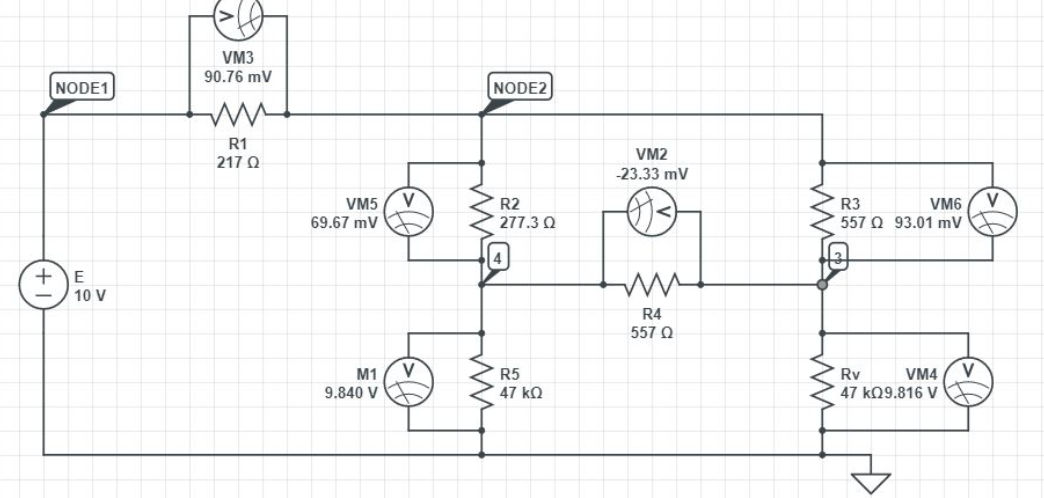 VM3
90.76 mV
NODE1
NODE2
R1
217 Ω
VM2
-23.33 mV
VM5
69.67 mV
R2
277.3 Ω
R3
557 Ω
VM6
93.01 mV
4
3
E
10 V
R4
557 Ω
M1
9.840 V
R5
47 kΩ
Rv
47 kΩ
VM4
9.816 V
V
V
V
V
V
V
+
−